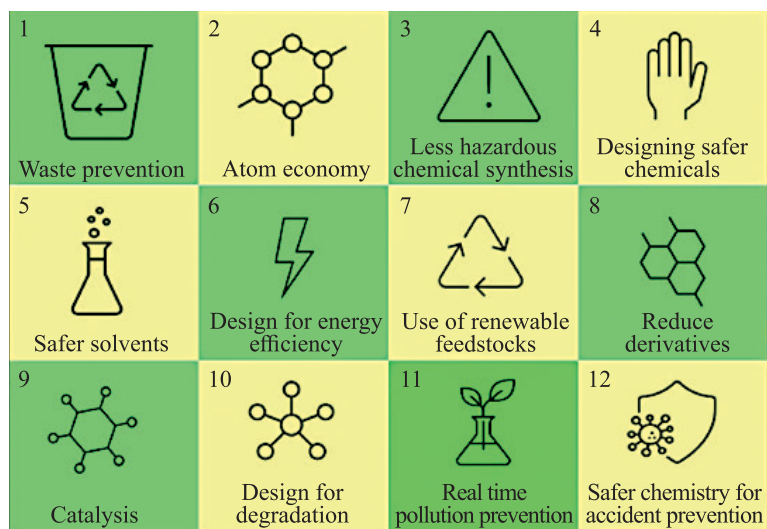 1
Waste prevention
2
Atom economy
3
Less hazardous
chemical synthesis
4
Designing safer
chemicals
5
Safer solvents
6
Design for energy
efficiency
7
Use of renewable
feedstocks
8
Reduce
derivatives
9
Catalysis
10
Design for
degradation
11
Real time
pollution prevention
12
Safer chemistry for
accident prevention